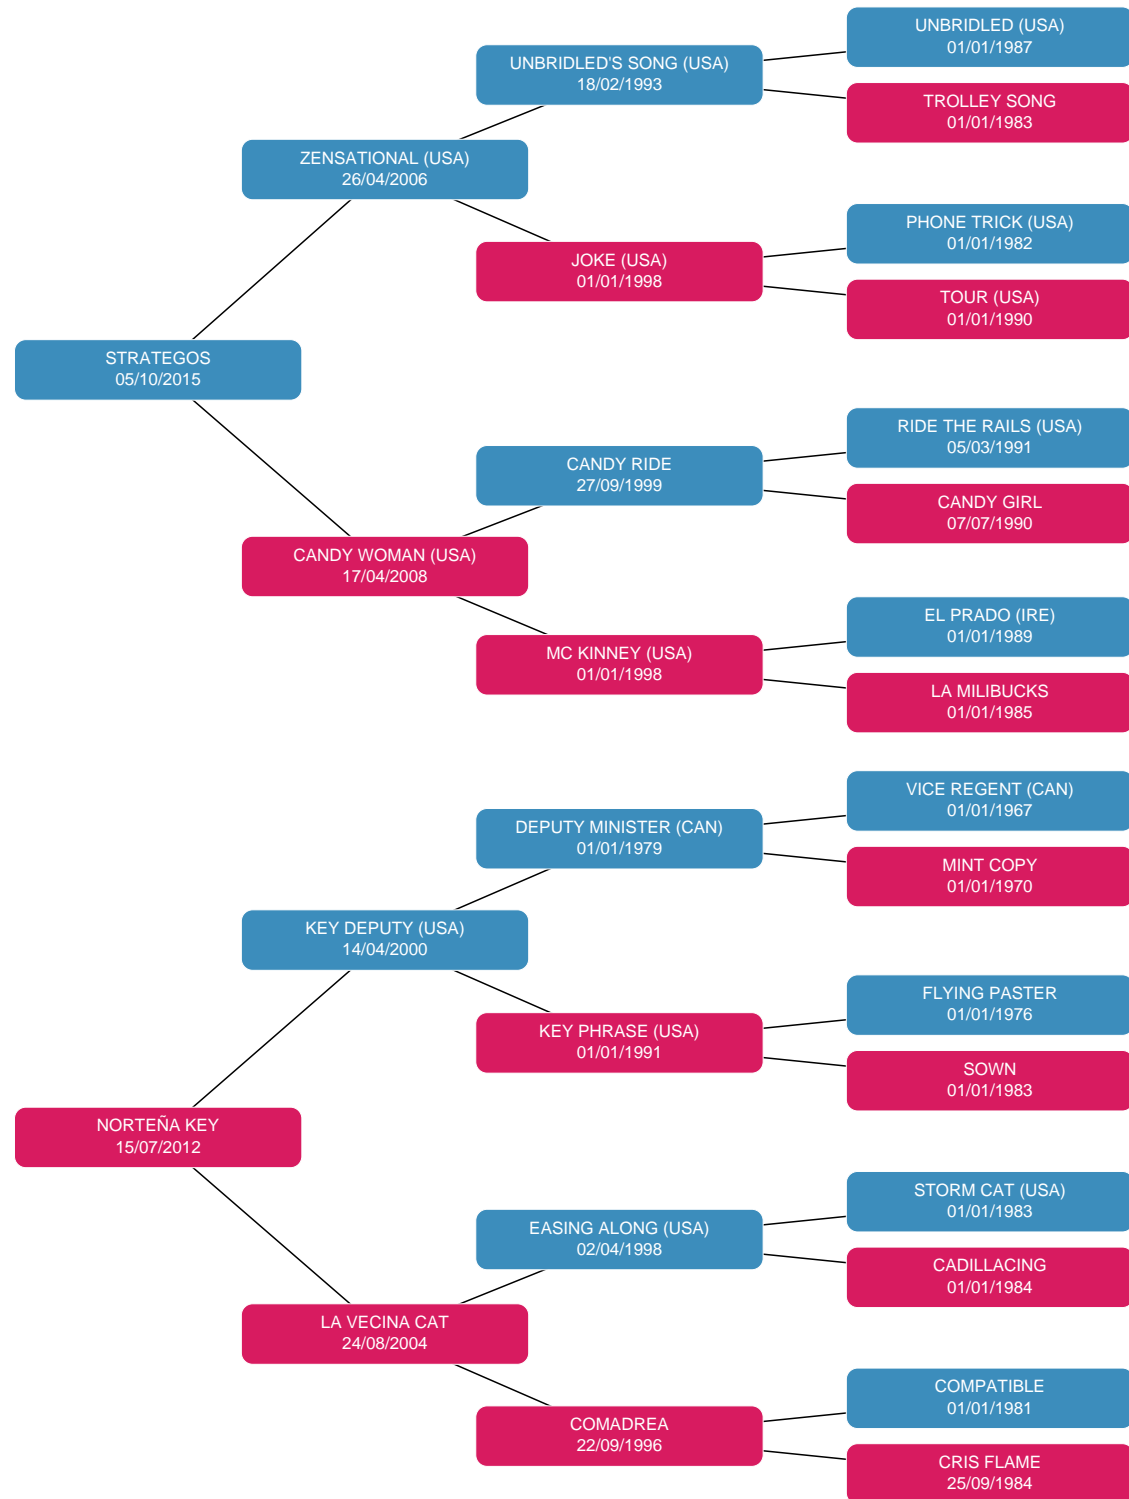 UNBRIDLED (USA)
01/01/1987
UNBRIDLED'S SONG (USA)
18/02/1993
TROLLEY SONG
01/01/1983
ZENSATIONAL (USA)
26/04/2006
PHONE TRICK (USA)
01/01/1982
JOKE (USA)
01/01/1998
TOUR (USA)
01/01/1990
STRATEGOS
05/10/2015
RIDE THE RAILS (USA)
05/03/1991
CANDY RIDE
27/09/1999
CANDY GIRL
07/07/1990
CANDY WOMAN (USA)
17/04/2008
EL PRADO (IRE)
01/01/1989
MC KINNEY (USA)
01/01/1998
LA MILIBUCKS
01/01/1985
VICE REGENT (CAN)
01/01/1967
DEPUTY MINISTER (CAN)
01/01/1979
MINT COPY
01/01/1970
KEY DEPUTY (USA)
14/04/2000
FLYING PASTER
01/01/1976
KEY PHRASE (USA)
01/01/1991
SOWN
01/01/1983
NORTEÑA KEY
15/07/2012
STORM CAT (USA)
01/01/1983
EASING ALONG (USA)
02/04/1998
CADILLACING
01/01/1984
LA VECINA CAT
24/08/2004
COMPATIBLE
01/01/1981
COMADREA
22/09/1996
CRIS FLAME
25/09/1984